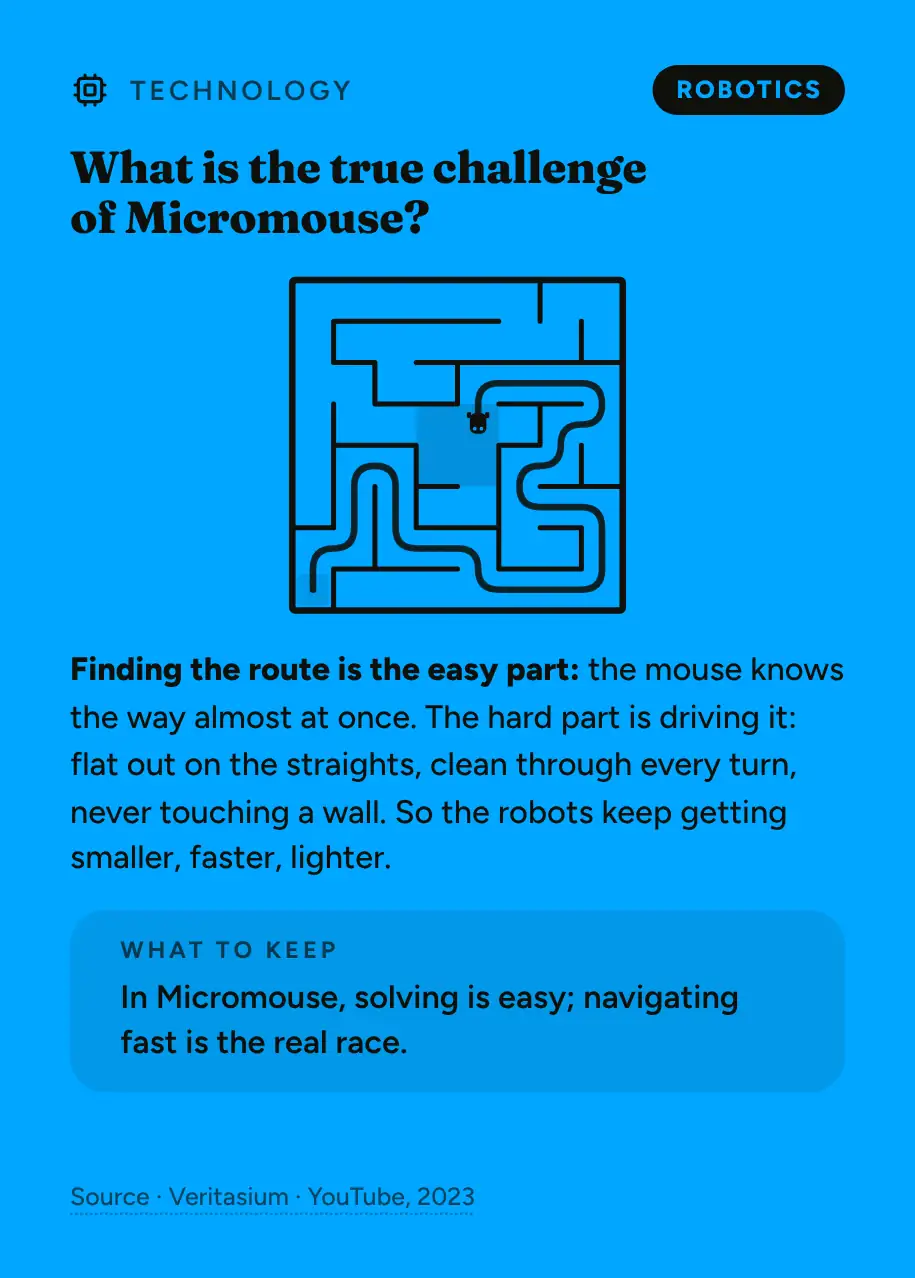 TECHNOLOGY
ROBOTICS
What is the true challenge
of Micromouse?
Finding the route is the easy part: the mouse knows
the way almost at once. The hard part is driving it:
flat out on the straights, clean through every turn,
never touching a wall. So the robots keep getting
smaller, faster, lighter.
WHAT TO KEEP
In Micromouse, solving is easy; navigating
fast is the real race.
Source · Veritasium · YouTube, 2023